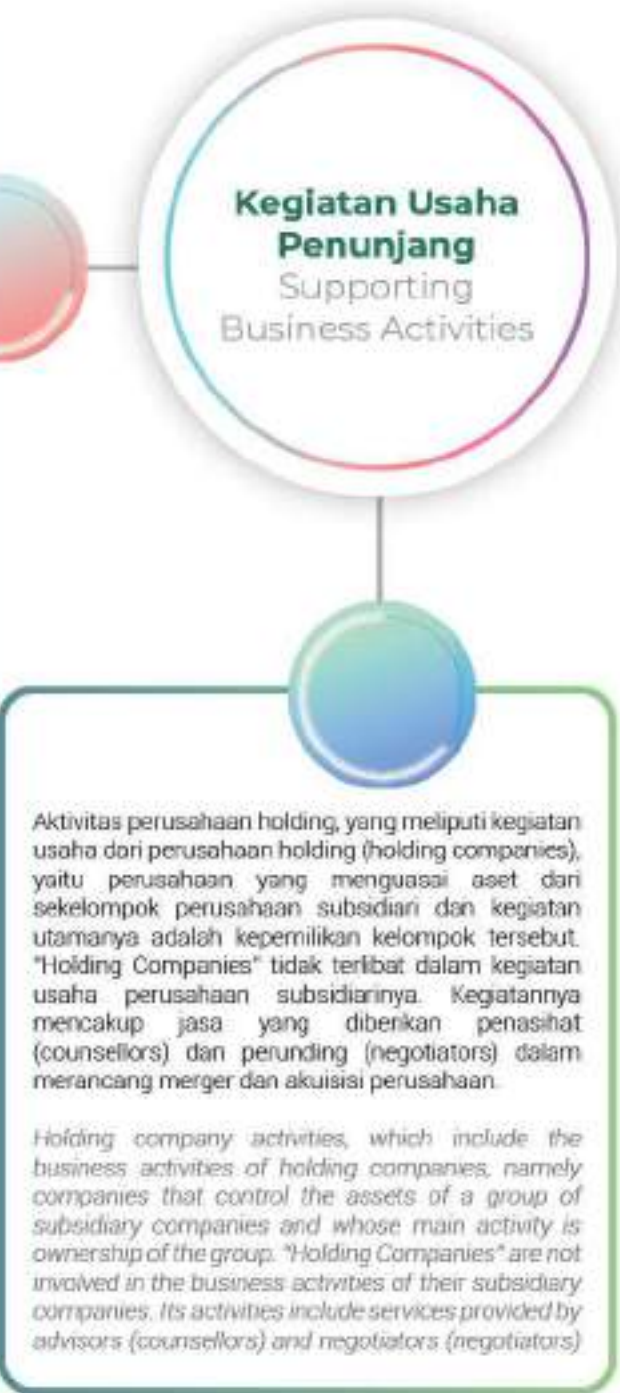 Kegiatan Usaha
Penunjang
Supporting
Business Activities
Aktivitas perusahaan holding, yang meliputi kegiatan
usaha dari perusahaan holding (holding companies),
yaitu perusahaan yang menguasai aset dari
sekelompok perusahaan subsidiari dan kegiatan
utamanya adalah kepemilikan kelompok tersebut.
"Holding Companies" tidak terlibat dalam kegiatan
usaha perusahaan subsidiarinya. Kegiatannya
mencakup jasa yang diberikan penasihat
(counsellors) dan perunding (negotiators) dalam
merancang merger dan akuisisi perusahaan.
Holding company activities, which include the
business activities of holding companies, namely
companies that control the assets of a group of
subsidiary companies and whose main activity is
ownership of the group. "Holding Companies" are not
involved in the business activities of their subsidiary
companies. Its activities include services provided by
advisors (counsellors) and negotiators (negotiators)